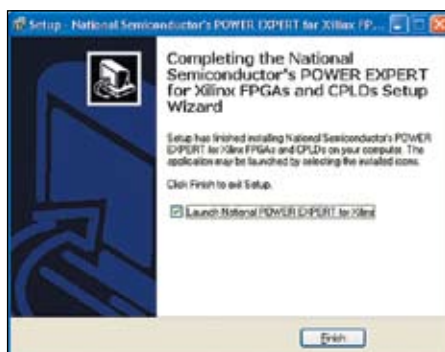 Setup - National Semiconductor's POWER EXPERT for Xilinx FP...
Completing the National
Semiconductor's POWER EXPERT
for Xilinx FPGAs and CPLDs Setup
Wizard
Setup has finished installing National Semiconductor's POWER
EXPERT for Xilinx FPGAs and CPLDs on your computer. The
application may be launched by selecting the installed icons.
Click Finish to exit Setup.
Launch National POWER EXPERT for Xilinx
Finish